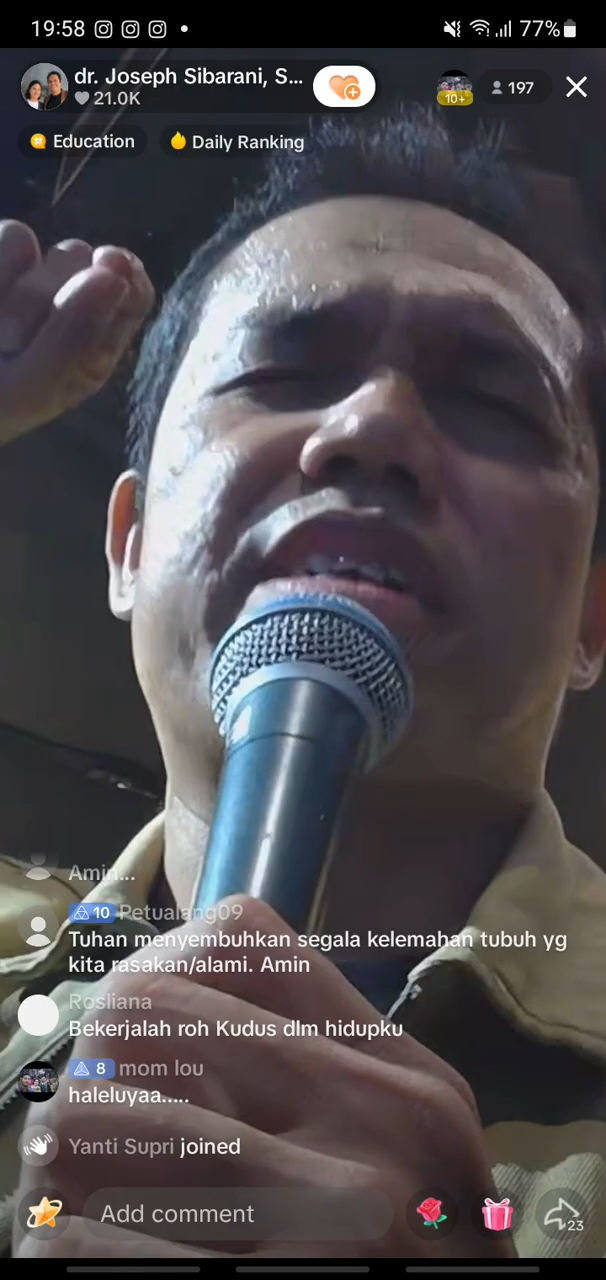 19:58
77%
dr. Joseph Sibarani, S...
21.0K
10+
197
Education
Daily Ranking
Amin...
10 Petualang09
Tuhan menyembuhkan segala kelemahan tubuh yg
kita rasakan/alami. Amin
Rosliana
Bekerjalah roh Kudus dlm hidupku
8 mom lou
haleluyaa.....
Yanti Supri joined
Add comment
23